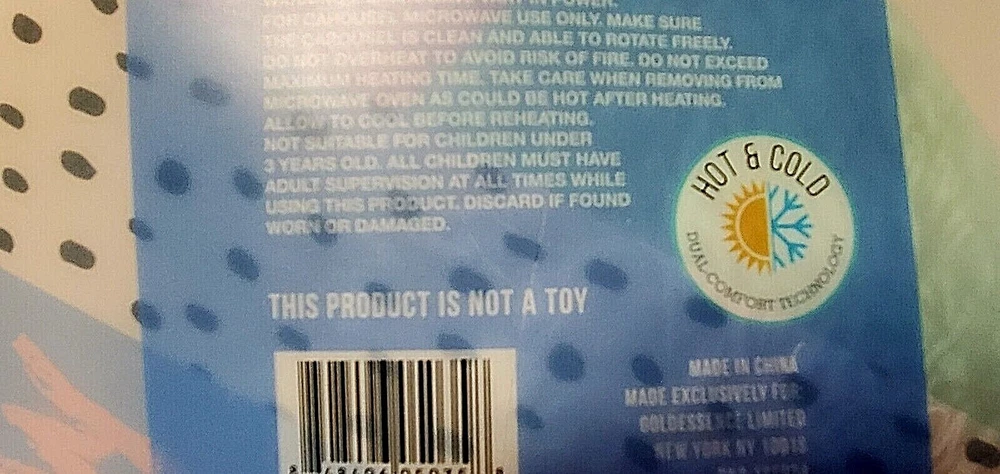 IN POWER.
FOR CAROUSEL MICROWAVE USE ONLY. MAKE SURE
THE CAROUSEL IS CLEAN AND ABLE TO ROTATE FREELY.
DO NOT OVERHEAT TO AVOID RISK OF FIRE. DO NOT EXCEED
MAXIMUM HEATING TIME. TAKE CARE WHEN REMOVING FROM
MICROWAVE OVEN AS COULD BE HOT AFTER HEATING.
ALLOW TO COOL BEFORE REHEATING.
NOT SUITABLE FOR CHILDREN UNDER
3 YEARS OLD. ALL CHILDREN MUST HAVE
ADULT SUPERVISION AT ALL TIMES WHILE
USING THIS PRODUCT. DISCARD IF FOUND
WORN OR DAMAGED.
HOT & COLD
DUAL-COMFORT TECHNOLOGY
THIS PRODUCT IS NOT A TOY
MADE IN CHINA
MADE EXCLUSIVELY FOR
GOLDESSENCE LIMITED
NEW YORK NY